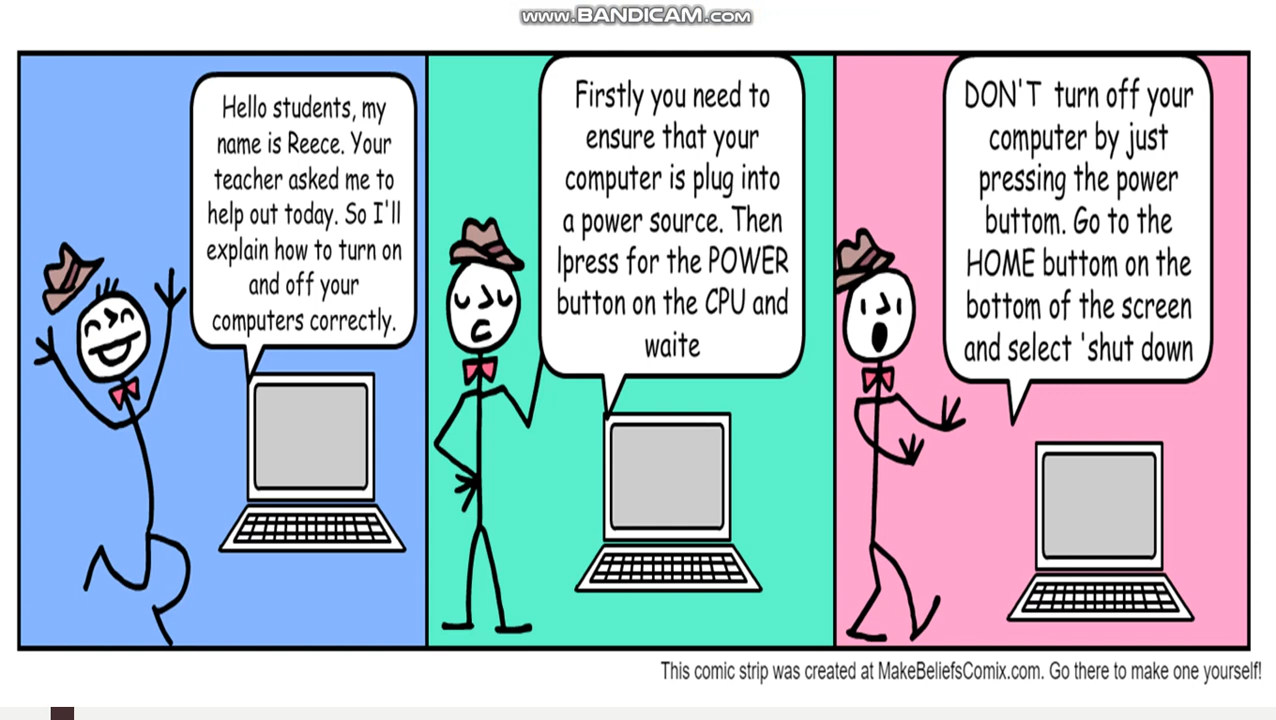 www.BANDICAM.com
Hello students, my
name is Reece. Your
teacher asked me to
help out today. So I'll
explain how to turn on
and off your
computers correctly.
Firstly you need to
ensure that your
computer is plug into
a power source. Then
lpress for the POWER
button on the CPU and
waite
DON'T turn off your
computer by just
pressing the power
buttom. Go to the
HOME buttom on the
bottom of the screen
and select 'shut down
This comic strip was created at MakeBeliefsComix.com. Go there to make one yourself!